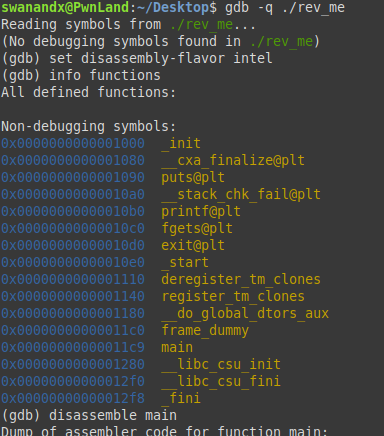 swanandx@PwnLand:~/Desktop$ gdb -q ./rev_me
Reading symbols from ./rev_me...
(No debugging symbols found in ./rev_me)
(gdb) set disassembly-flavor intel
(gdb) info functions
All defined functions:

Non-debugging symbols:
0x0000000000001000  _init
0x0000000000001080  __cxa_finalize@plt
0x0000000000001090  puts@plt
0x00000000000010a0  __stack_chk_fail@plt
0x00000000000010b0  printf@plt
0x00000000000010c0  fgets@plt
0x00000000000010d0  exit@plt
0x00000000000010e0  _start
0x0000000000001110  deregister_tm_clones
0x0000000000001140  register_tm_clones
0x0000000000001180  __do_global_dtors_aux
0x00000000000011c0  frame_dummy
0x00000000000011c9  main
0x0000000000001280  __libc_csu_init
0x00000000000012f0  __libc_csu_fini
0x00000000000012f8  _fini
(gdb) disassemble main
Dump of assembler code for function main: